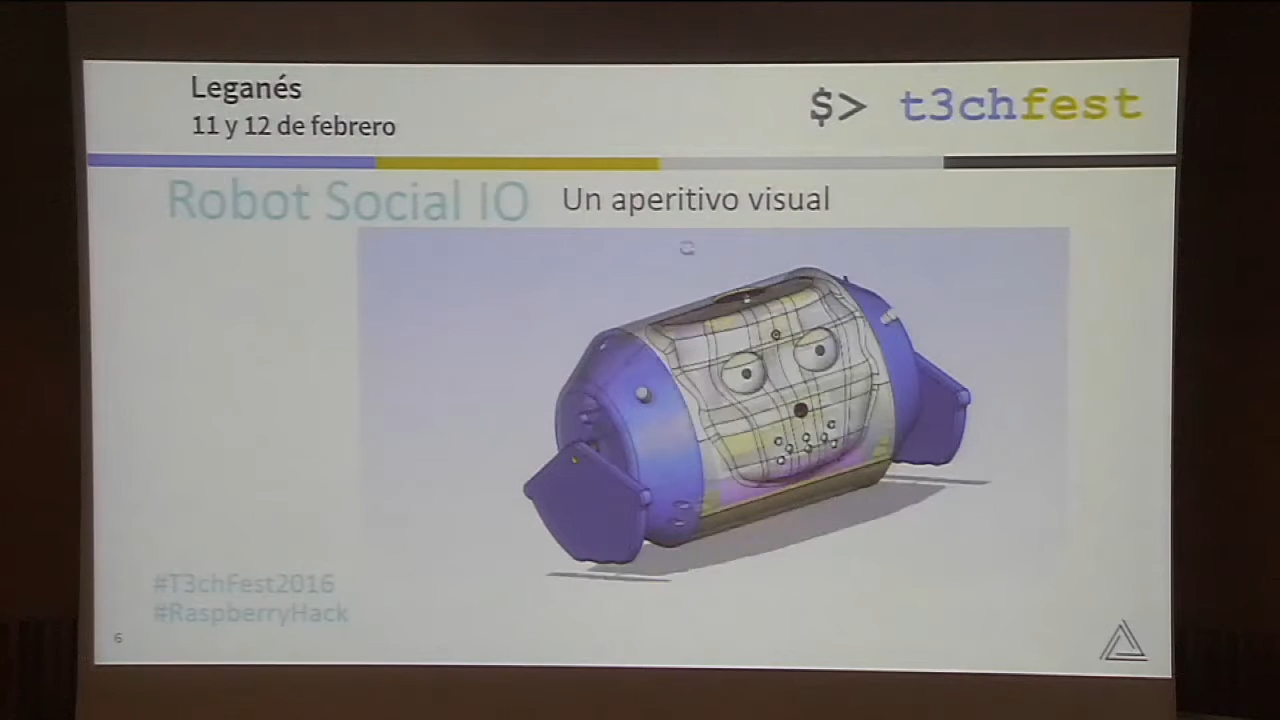 Leganés
11 y 12 de febrero
$> t3chfest
Robot Social IO
Un aperitivo visual
#T3chFest2016
#RaspberryHack
6